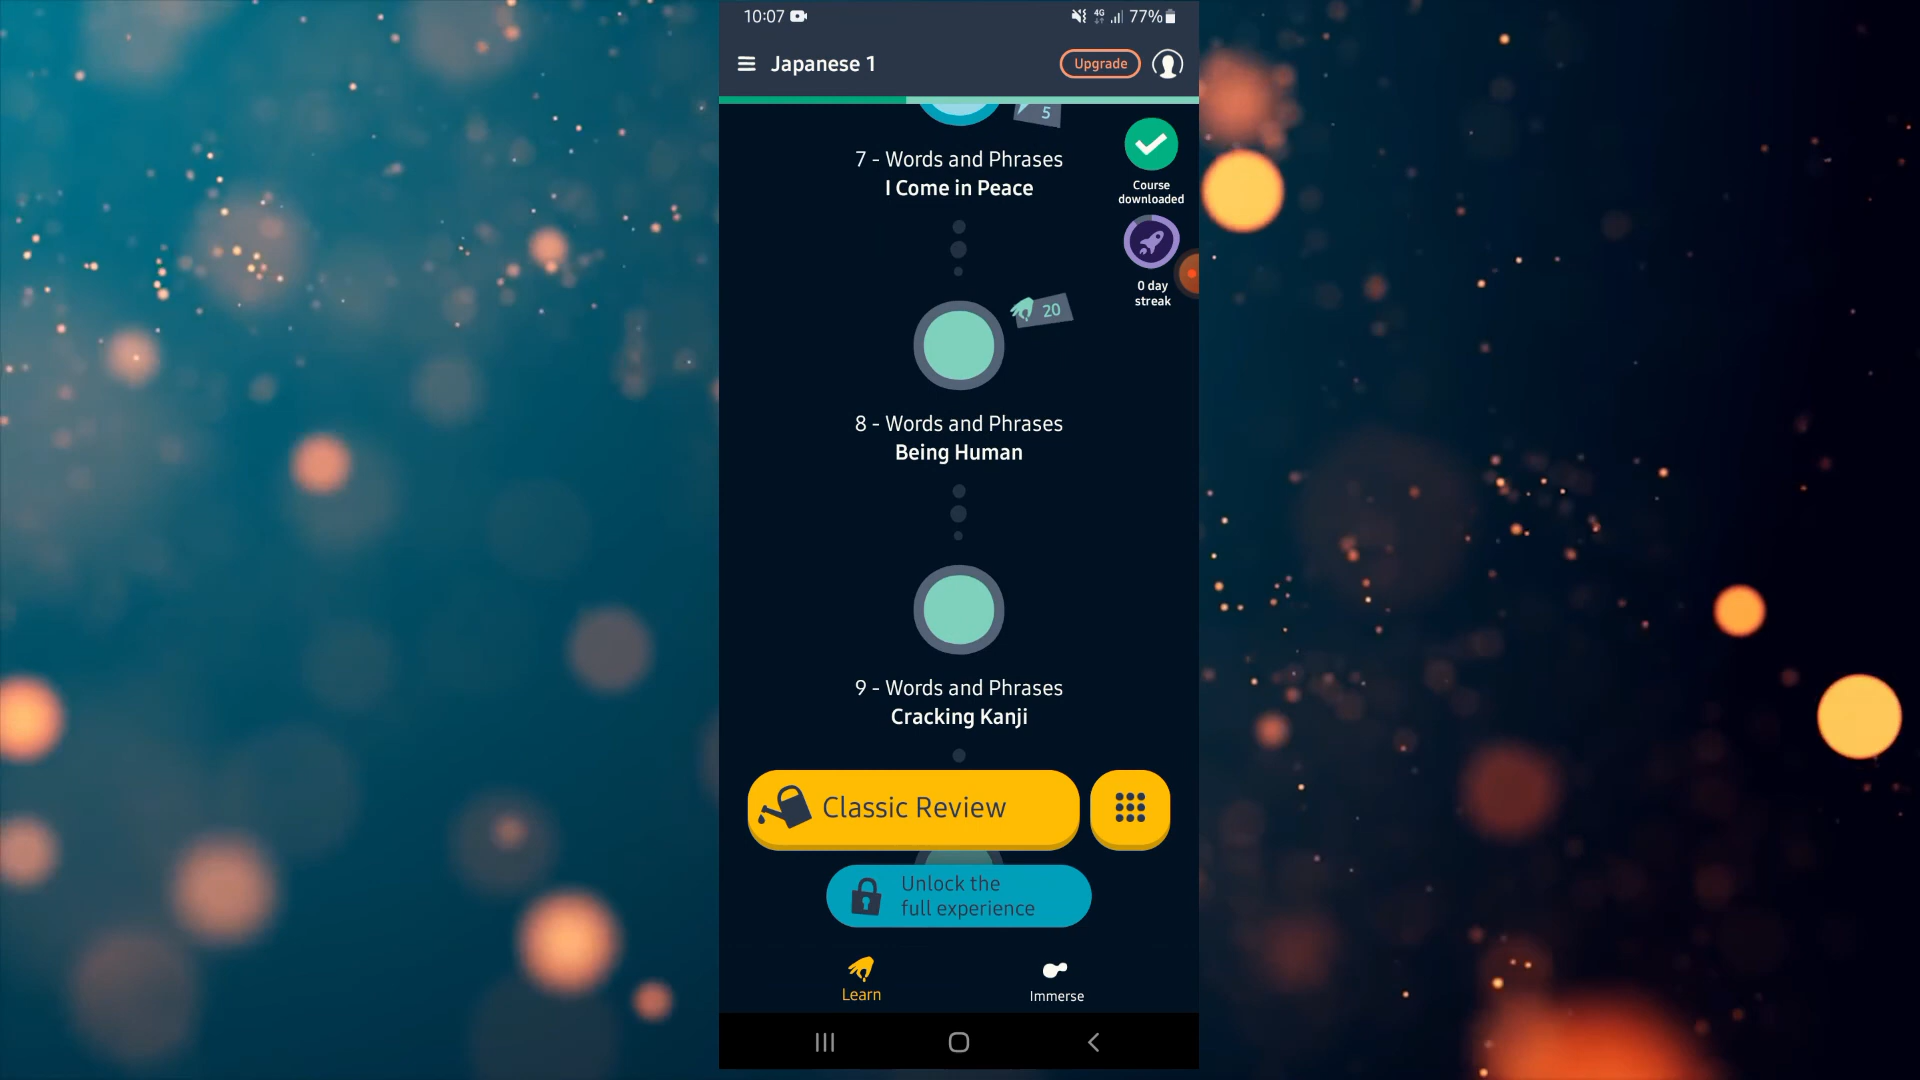 10:07
4G
77%
Japanese 1
Upgrade
5
7 - Words and Phrases
I Come in Peace
Course
downloaded
0 day
streak
20
8 - Words and Phrases
Being Human
9 - Words and Phrases
Cracking Kanji
Classic Review
Unlock the
full experience
Learn
Immerse